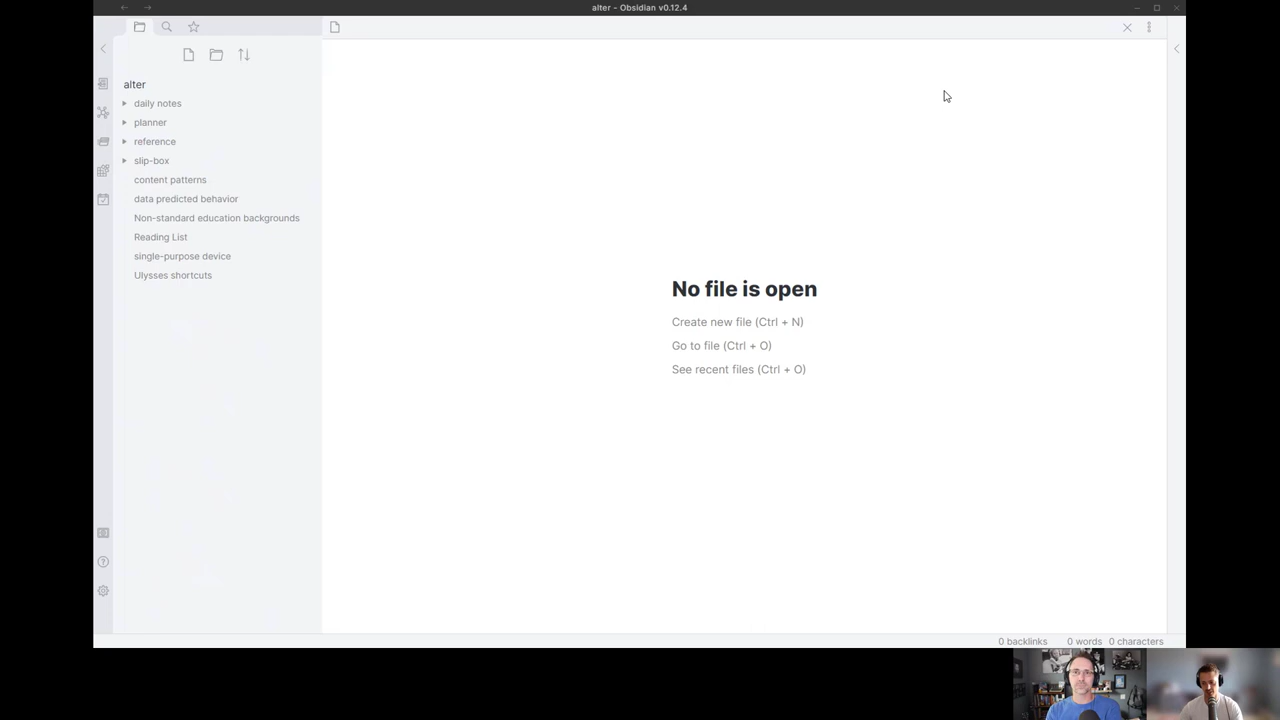 alter - Obsidian v0.12.4
alter
daily notes
planner
reference
slip-box
content patterns
data predicted behavior
Non-standard education backgrounds
Reading List
single-purpose device
Ulysses shortcuts
No file is open
Create new file (Ctrl + N)
Go to file (Ctrl + O)
See recent files (Ctrl + O)
0 backlinks 0 words 0 characters